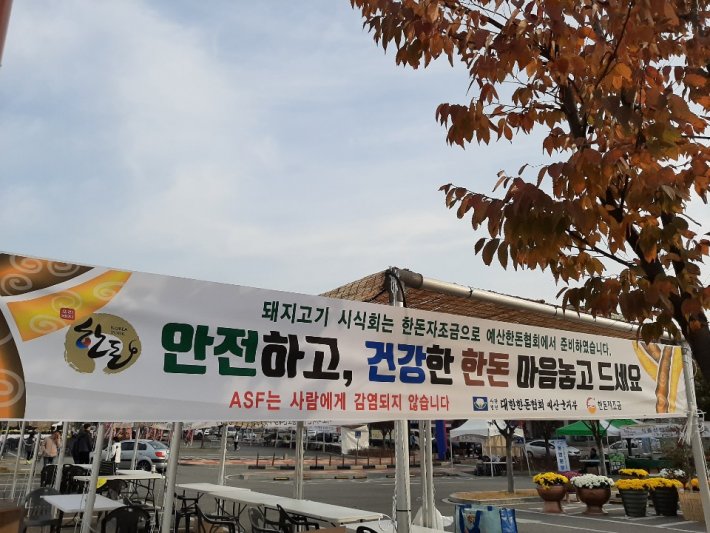 돼지고기 시식회는 한돈자조금으로 예산한돈협회에서 준비하였습니다.
한돈
KOREA
PORK
안전하고, 건강한 한돈 마음놓고 드세요
ASF는 사람에게 감염되지 않습니다
대한한돈협회 예산군지부
한돈자조금